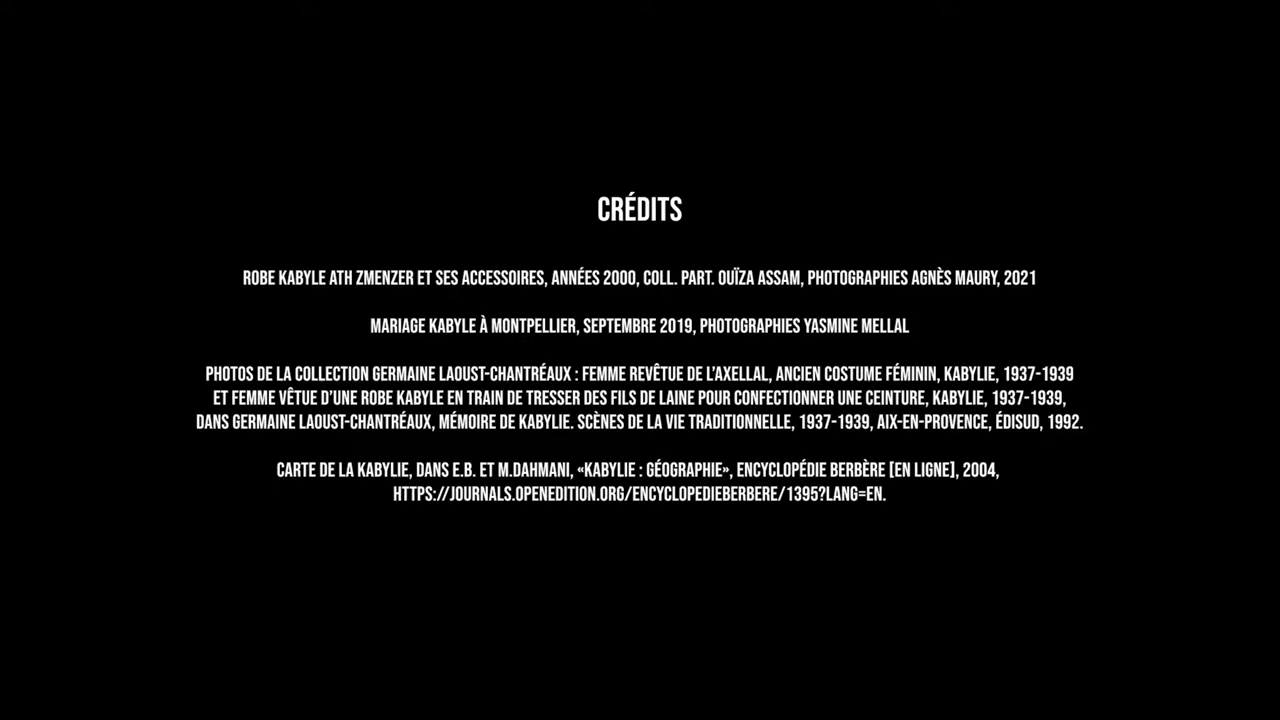 CRÉDITS
ROBE KABYLE ATH ZMENZER ET SES ACCESSOIRES, ANNÉES 2000, COLL. PART. OUÏZA ASSAM, PHOTOGRAPHIES AGNÈS MAURY, 2021
MARIAGE KABYLE À MONTPELLIER, SEPTEMBRE 2019, PHOTOGRAPHIES YASMINE MELLAL
PHOTOS DE LA COLLECTION GERMAINE LAOUST-CHANTRÉAUX : FEMME REVÊTUE DE L'AXELLAL, ANCIEN COSTUME FÉMININ, KABYLIE, 1937-1939
ET FEMME VÊTUE D'UNE ROBE KABYLE EN TRAIN DE TRESSER DES FILS DE LAINE POUR CONFECTIONNER UNE CEINTURE, KABYLIE, 1937-1939,
DANS GERMAINE LAOUST-CHANTRÉAUX, MÉMOIRE DE KABYLIE. SCÈNES DE LA VIE TRADITIONNELLE, 1937-1939, AIX-EN-PROVENCE, ÉDISUD, 1992.
CARTE DE LA KABYLIE, DANS E.B. ET M.DAHMANI, «KABYLIE : GÉOGRAPHIE», ENCYCLOPÉDIE BERBÈRE [EN LIGNE], 2004,
HTTPS://JOURNALS.OPENEDITION.ORG/ENCYCLOPEDIEBERBERE/1395?LANG=EN.